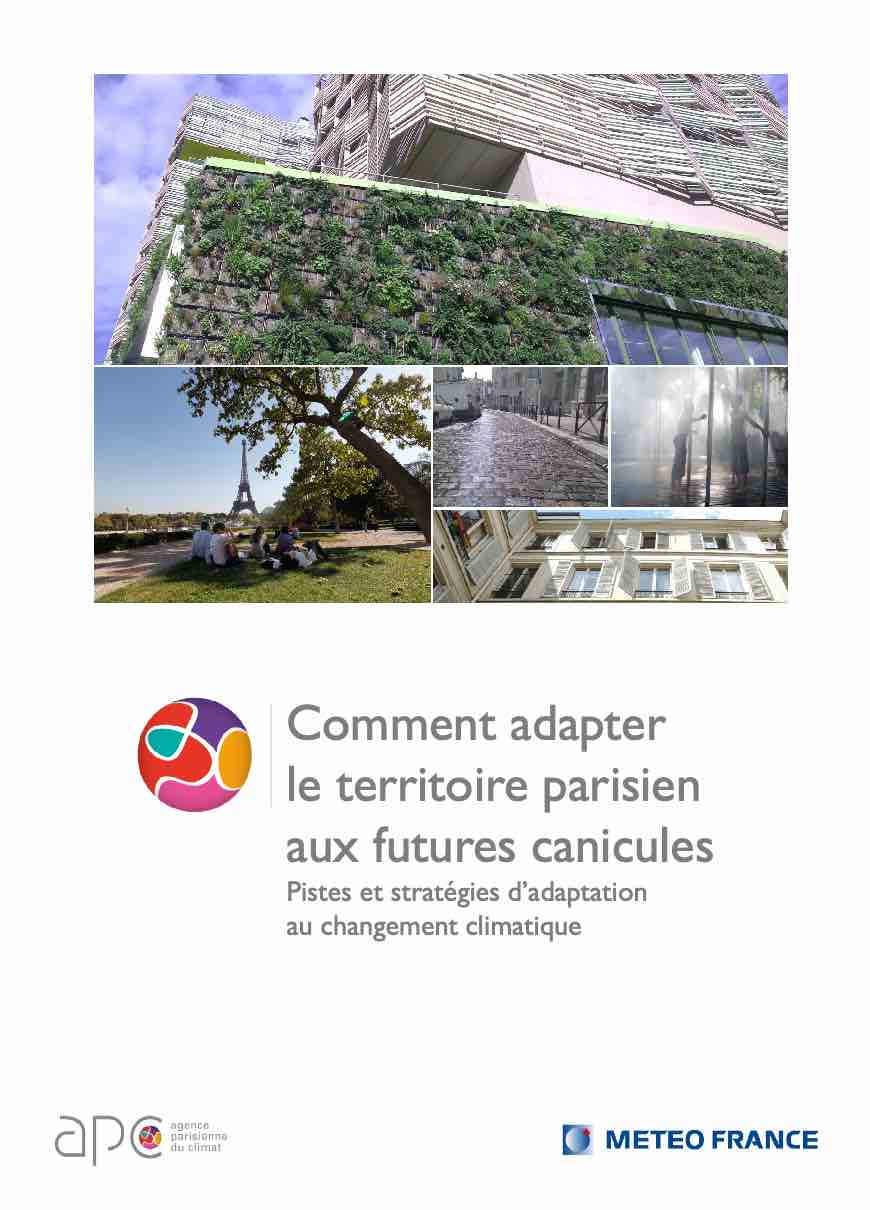 Comment adapter
le territoire parisien
aux futures canicules
Pistes et stratégies d’adaptation
au changement climatique
apc
agence
parisienne
du climat
METEO FRANCE